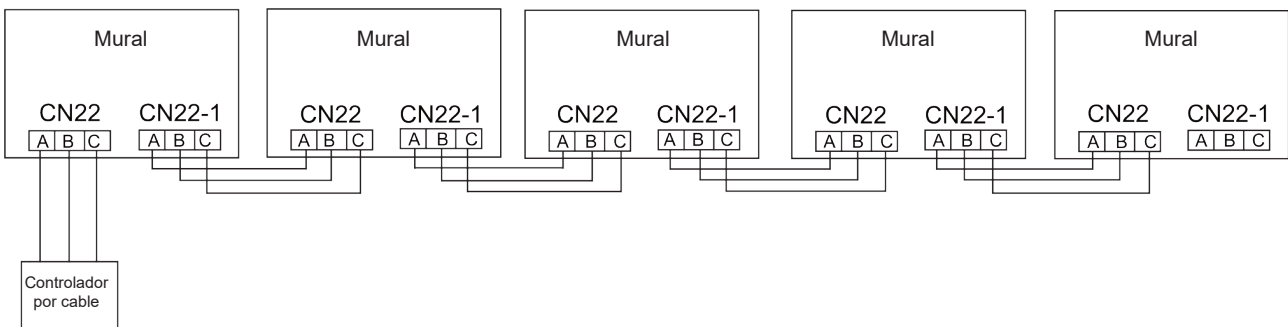 Mural
Mural
Mural
Mural
Mural
CN22 CN22-1
A B C A B C
CN22 CN22-1
A B C A B C
CN22 CN22-1
A B C A B C
CN22 CN22-1
A B C A B C
CN22 CN22-1
A B C A B C
Controlador
por cable